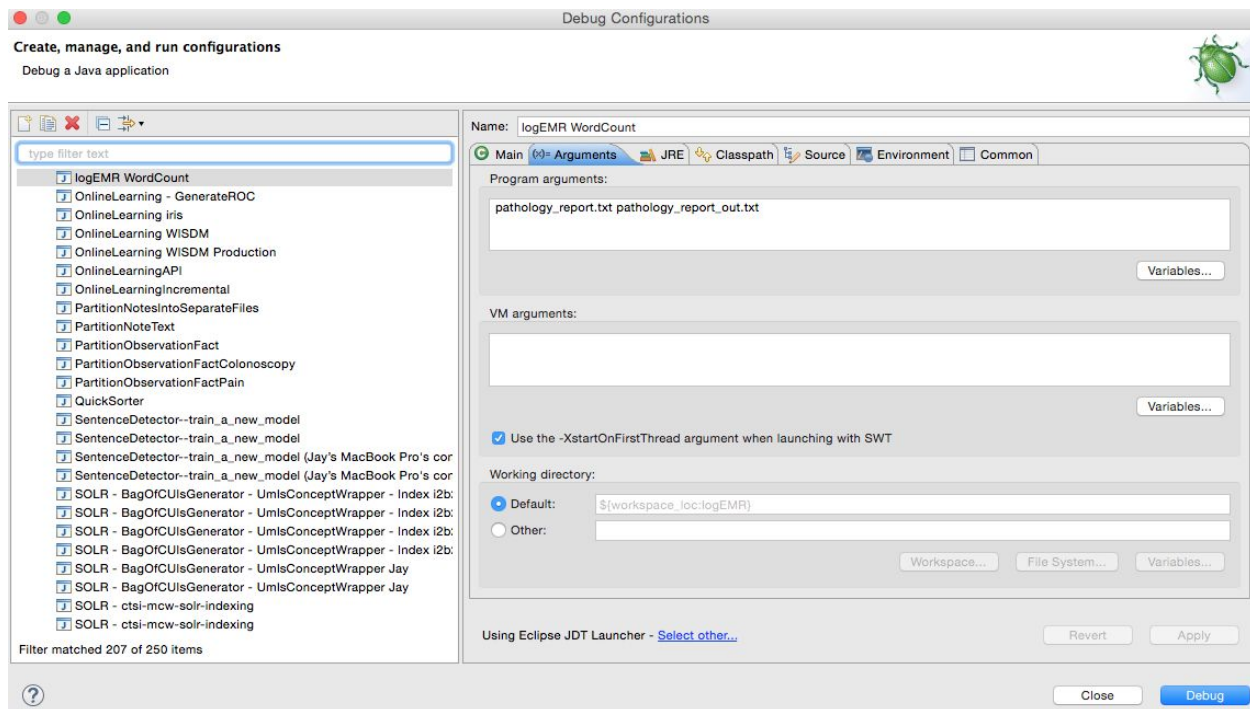 Debug Configurations
Create, manage, and run configurations
Debug a Java application
type filter text
logEMR WordCount
OnlineLearning - GenerateROC
OnlineLearning iris
OnlineLearning WISDM
OnlineLearning WISDM Production
OnlineLearningAPI
OnlineLearningIncremental
PartitionNotesIntoSeparateFiles
PartitionNoteText
PartitionObservationFact
PartitionObservationFactColonoscopy
PartitionObservationFactPain
QuickSorter
SentenceDetector--train_a_new_model
SentenceDetector--train_a_new_model
SentenceDetector--train_a_new_model (Jay's MacBook Pro's cor
SentenceDetector--train_a_new_model (Jay's MacBook Pro's cor
SOLR - BagOfCUIsGenerator - UmlsConceptWrapper - Index i2b:
SOLR - BagOfCUIsGenerator - UmlsConceptWrapper - Index i2b:
SOLR - BagOfCUIsGenerator - UmlsConceptWrapper - Index i2b:
SOLR - BagOfCUIsGenerator - UmlsConceptWrapper - Index i2b:
SOLR - BagOfCUIsGenerator - UmlsConceptWrapper Jay
SOLR - BagOfCUIsGenerator - UmlsConceptWrapper Jay
SOLR - ctsi-mcw-solr-indexing
SOLR - ctsi-mcw-solr-indexing
Filter matched 207 of 250 items
Name: logEMR WordCount
Main (x)= Arguments JRE Classpath Source Environment Common
Program arguments:
pathology_report.txt pathology_report_out.txt
Variables...
VM arguments:
Variables...
Use the -XstartOnFirstThread argument when launching with SWT
Working directory:
Default: ${workspace_loc:logEMR}
Other:
Workspace... File System... Variables...
Using Eclipse JDT Launcher - Select other... Revert Apply
? Close Debug